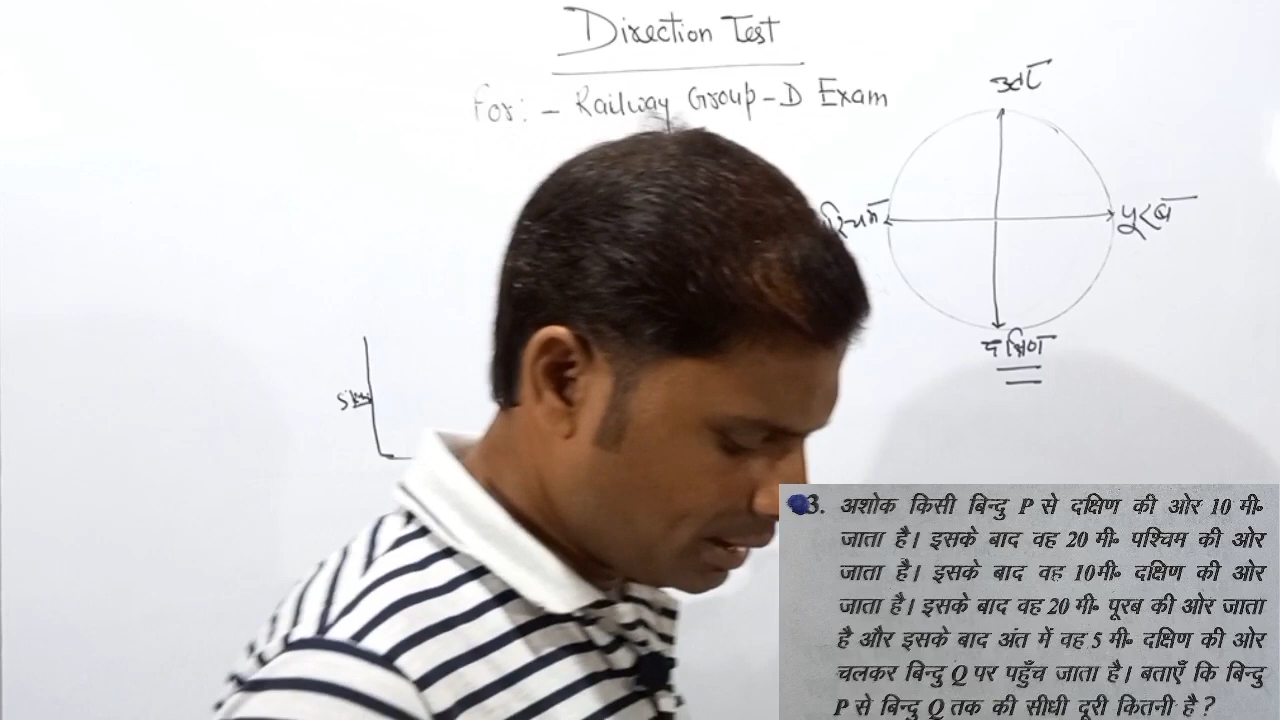 Direction Test
For: - Railway Group-D Exam
उत्तर
पूरब
दक्षिण
3. अशोक किसी बिन्दु P से दक्षिण की ओर 10 मी॰
जाता है। इसके बाद वह 20 मी॰ पश्चिम की ओर
जाता है। इसके बाद वह 10मी॰ दक्षिण की ओर
जाता है। इसके बाद वह 20 मी॰ पूरब की ओर जाता
है और इसके बाद अंत में वह 5 मी॰ दक्षिण की ओर
चलकर बिन्दु Q पर पहुँच जाता है। बताएँ कि बिन्दु
P से बिन्दु Q तक की सीधी दूरी कितनी है ?